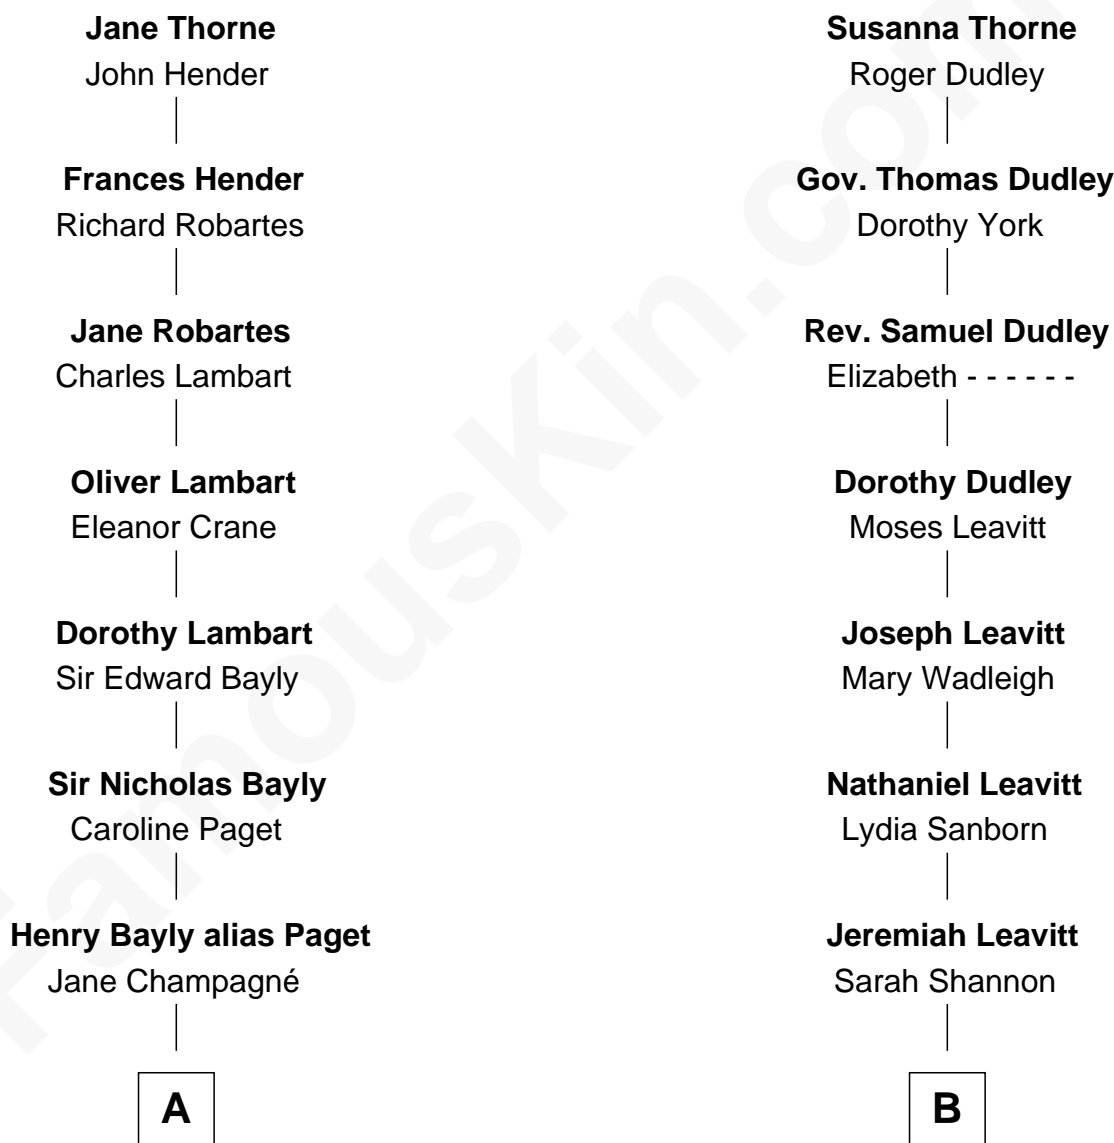 Jane Thorne
John Hender
Frances Hender
Richard Robartes
Jane Robartes
Charles Lambart
Oliver Lambart
Eleanor Crane
Dorothy Lambart
Sir Edward Bayly
Sir Nicholas Bayly
Caroline Paget
Henry Bayly alias Paget
Jane Champagné
A
Susanna Thorne
Roger Dudley
Gov. Thomas Dudley
Dorothy York
Rev. Samuel Dudley
Elizabeth - - - - - -
Dorothy Dudley
Moses Leavitt
Joseph Leavitt
Mary Wadleigh
Nathaniel Leavitt
Lydia Sanborn
Jeremiah Leavitt
Sarah Shannon
B
FamousKin.com